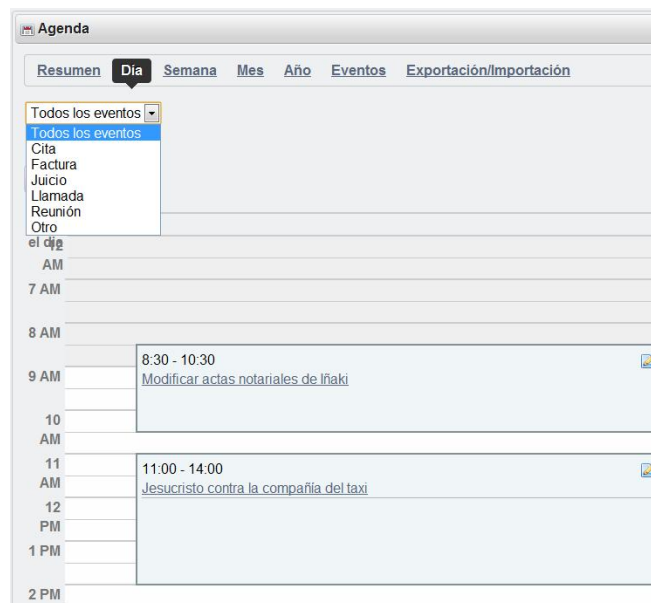 Agenda
Resumen Día Semana Mes Año Eventos Exportación/Importación
Todos los eventos
Todos los eventos
Cita
Factura
Juicio
Llamada
Reunión
Otro
el día
12
AM
7 AM
8 AM
8:30 - 10:30
9 AM
Modificar actas notariales de Iñaki
10
AM
11
11:00 - 14:00
AM
Jesucristo contra la compañía del taxi
12
PM
1 PM
2 PM